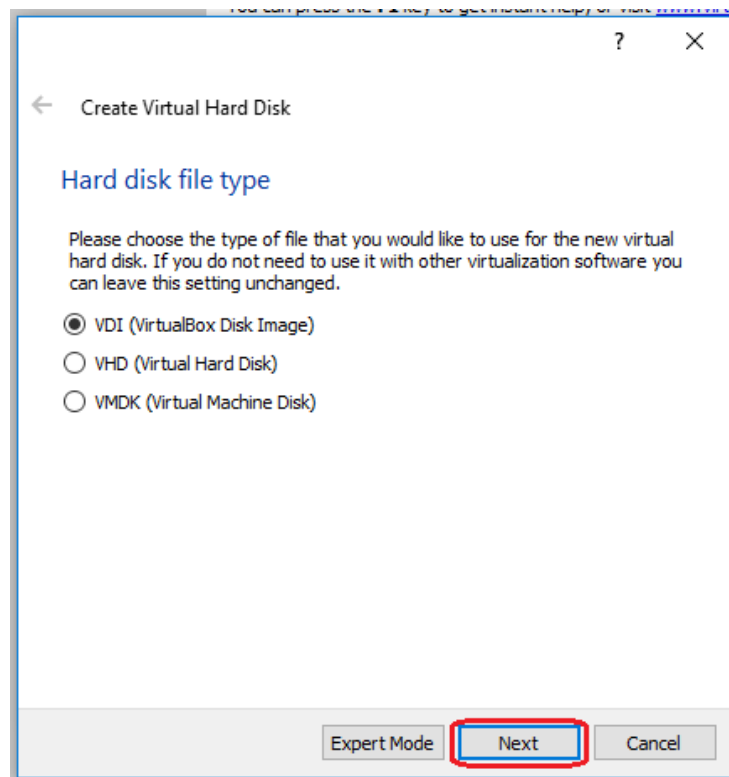 ?
Create Virtual Hard Disk
Hard disk file type
Please choose the type of file that you would like to use for the new virtual
hard disk. If you do not need to use it with other virtualization software you
can leave this setting unchanged.
VDI (VirtualBox Disk Image)
VHD (Virtual Hard Disk)
VMDK (Virtual Machine Disk)
Expert Mode Next Cancel